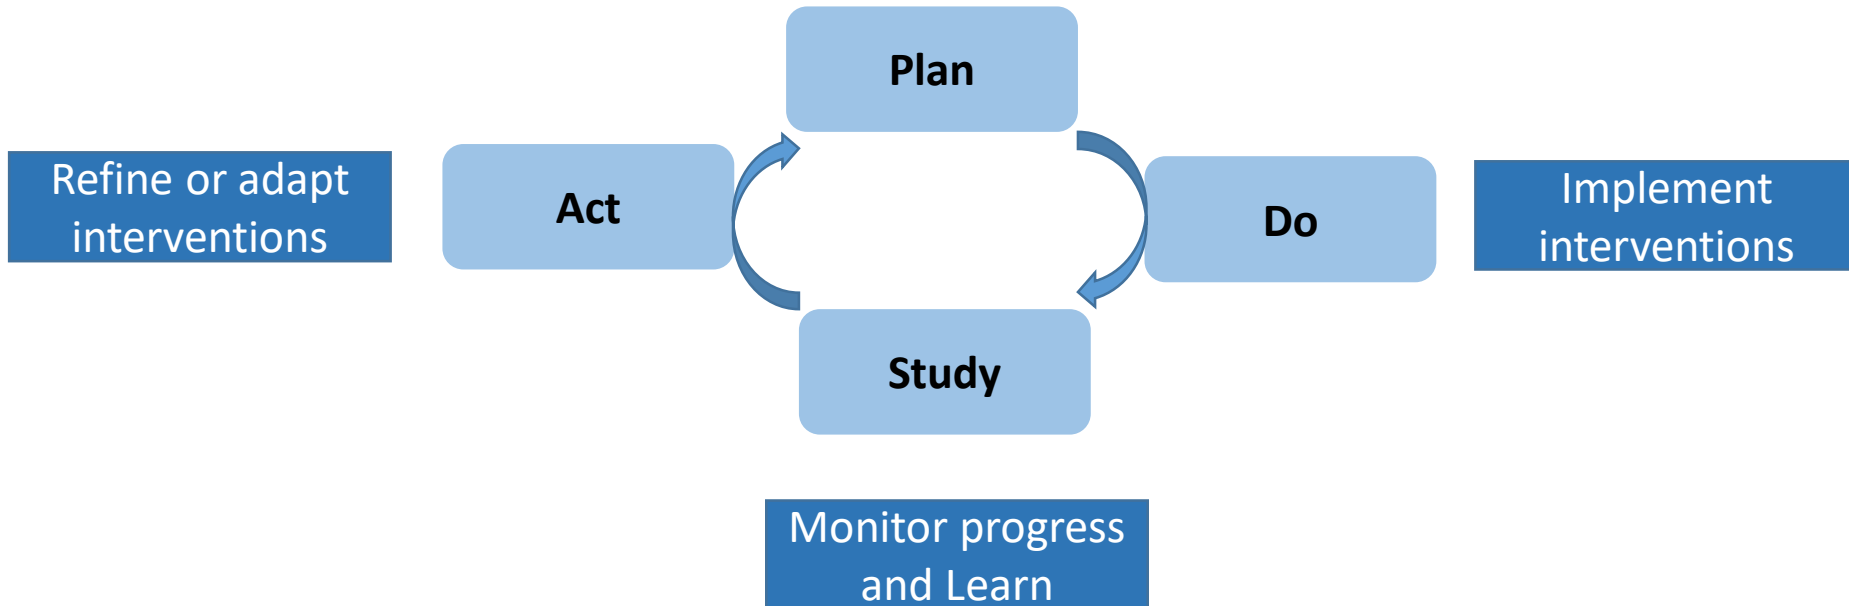 Plan
Refine or adapt
interventions
Act
Do
Implement
interventions
Study
Monitor progress
and Learn